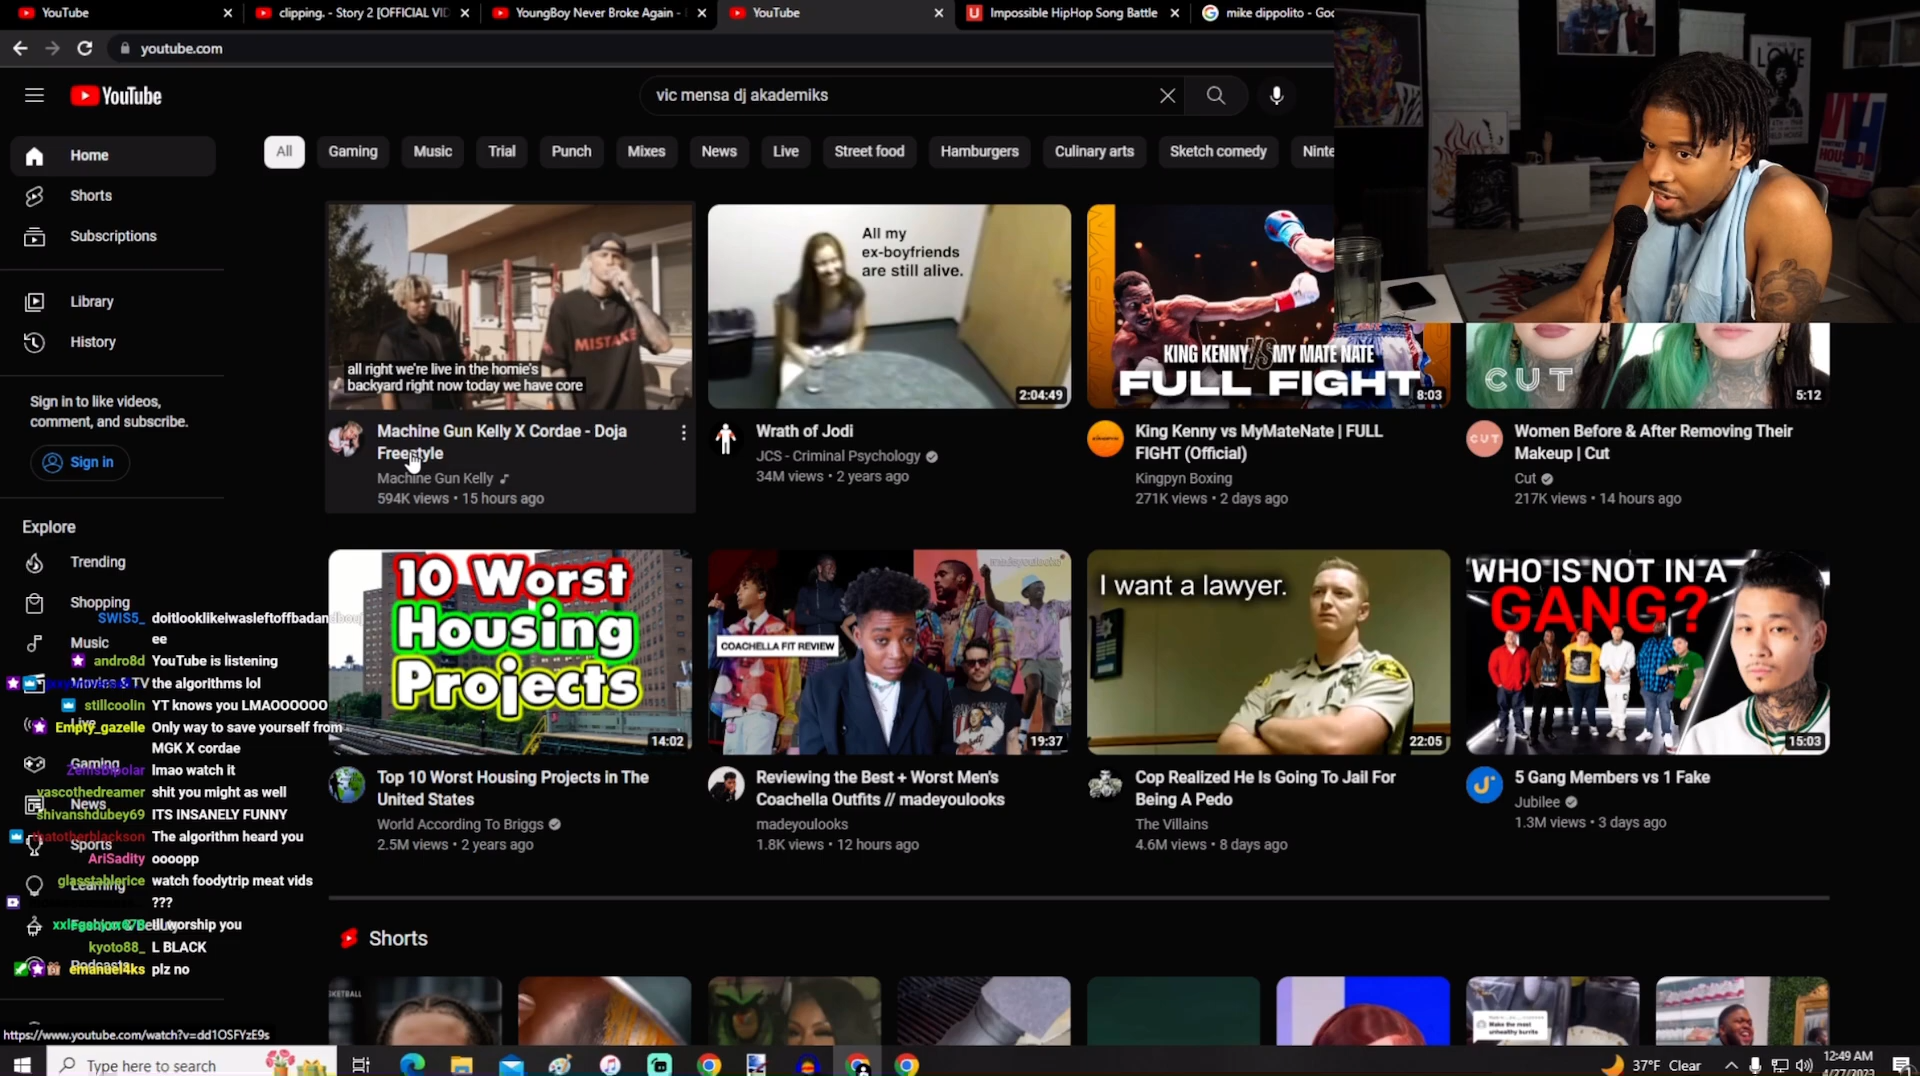 YouTube
clipping. - Story 2 [OFFICIAL VID
YoungBoy Never Broke Again -
YouTube
Impossible HipHop Song Battle
mike dippolito - Goo
youtube.com
YouTube
vic mensa dj akademiks
Home
Shorts
Subscriptions
Library
History
Sign in to like videos,
comment, and subscribe.
Sign in
Explore
Trending
Shopping
Music
Movies & TV
Live
Gaming
News
Sports
Learning
Fashion & Beauty
Podcasts
All
Gaming
Music
Trial
Punch
Mixes
News
Live
Street food
Hamburgers
Culinary arts
Sketch comedy
Ninte
LOVE
HOUSTON
MISTAKE
all right we're live in the homie's
backyard right now today we have core
Machine Gun Kelly X Cordae - Doja
Freestyle
Machine Gun Kelly
594K views • 15 hours ago
All my
ex-boyfriends
are still alive.
2:04:49
Wrath of Jodi
JCS - Criminal Psychology
34M views • 2 years ago
KING KENNY VS MY MATE NATE
FULL FIGHT
8:03
King Kenny vs MyMateNate | FULL
FIGHT (Official)
Kingpyn Boxing
271K views • 2 days ago
CUT
5:12
CUT
Women Before & After Removing Their
Makeup | Cut
Cut
217K views • 14 hours ago
10 Worst
Housing
Projects
14:02
Top 10 Worst Housing Projects in The
United States
World According To Briggs
2.5M views • 2 years ago
madeyoulooks
COACHELLA FIT REVIEW
19:37
Reviewing the Best + Worst Men's
Coachella Outfits // madeyoulooks
madeyoulooks
1.8K views • 12 hours ago
I want a lawyer.
22:05
Cop Realized He Is Going To Jail For
Being A Pedo
The Villains
4.6M views • 8 days ago
WHO IS NOT IN A
GANG?
15:03
5 Gang Members vs 1 Fake
Jubilee
1.3M views • 3 days ago
SWIS5_ doitlooklikeiwasleftoffbadandbouj
ee
andro8d YouTube is listening
the algorithms lol
stillcoolin YT knows you LMAOOOOOO
Empty_gazelle Only way to save yourself from
MGK X cordae
ZemsBipolar lmao watch it
vascothedreamer shit you might as well
shivanshdubey69 ITS INSANELY FUNNY
thatotherblackson The algorithm heard you
AriSadity ooopp
glasstablerice watch foodytrip meat vids
???
Ill worship you
kyoto88_ L BLACK
emanuel4ks plz no
Shorts
SKETBALL
Make the most
unhealthy burrito
https://www.youtube.com/watch?v=dd1OSFYzE9s
Type here to search
37°F Clear
12:49 AM
4/27/2023